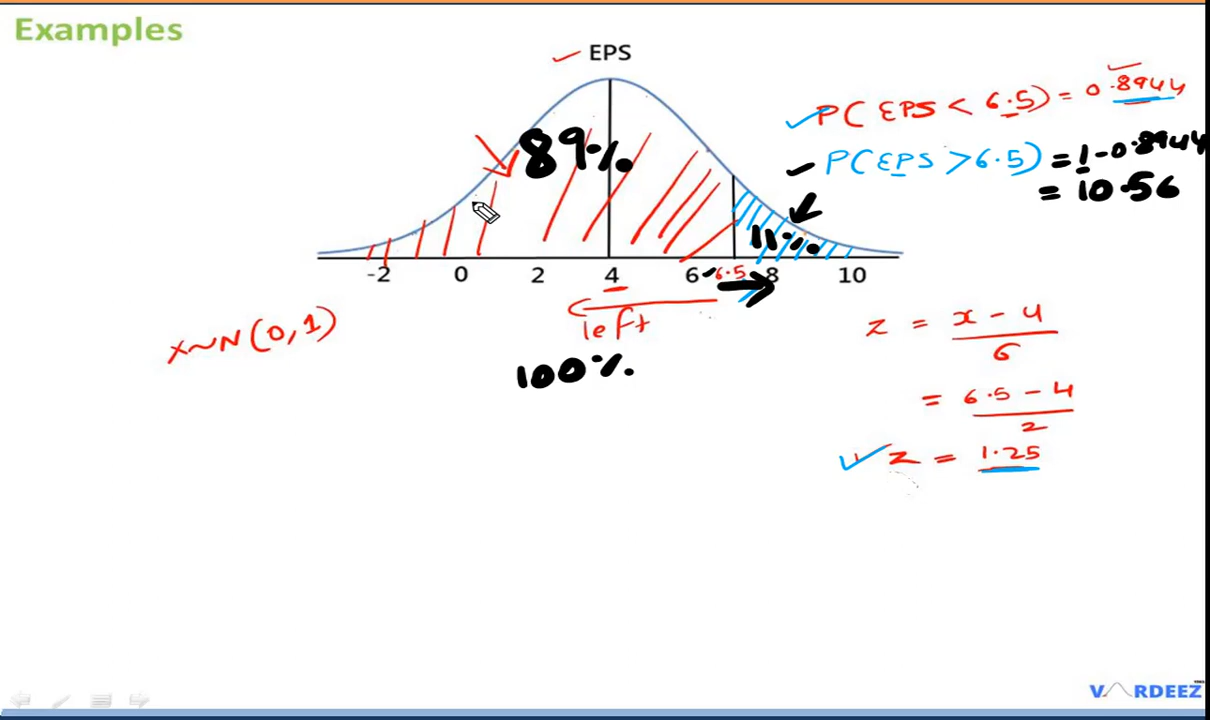 Examples
EPS
P(EPS < 6.5) = 0.8944
P(EPS > 6.5) = 1-0.8944
= 10.56
89%
11%
-2 0 2 4 6 6.5 8 10
left
X~N(0,1)
100%
z = x - 4
6
= 6.5 - 4
2
z = 1.25
V RDEEZ